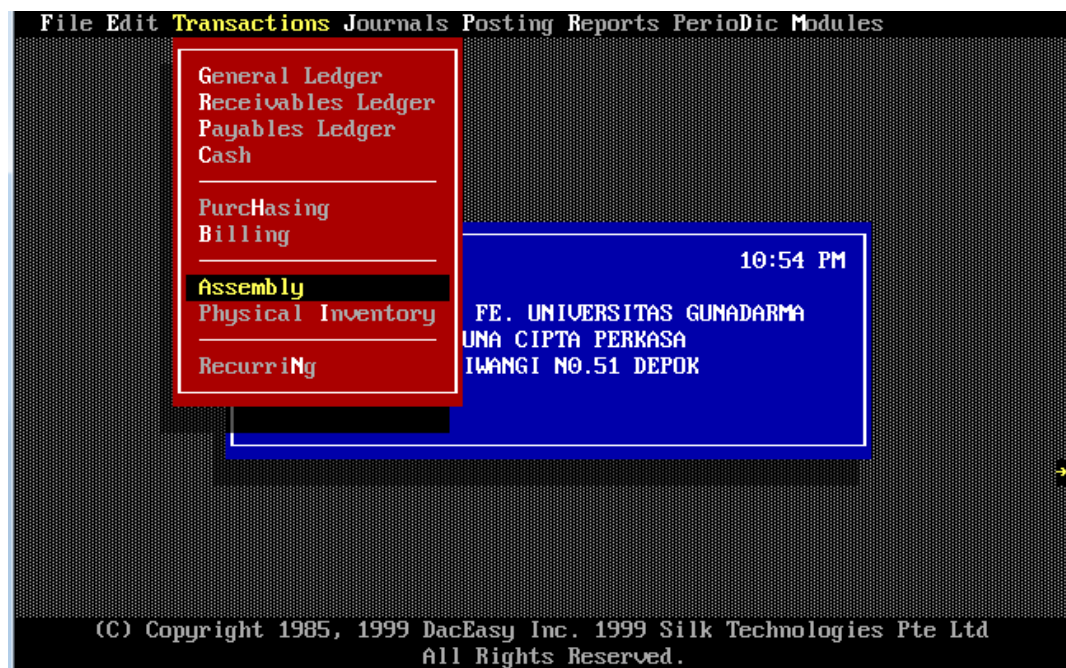 File Edit Transactions Journals Posting Reports PerioDic Modules
General Ledger
Receivables Ledger
Payables Ledger
Cash
PurcHasing
Billing
Assembly
Physical Inventory
RecurriNg
10:54 PM
FE. UNIVERSITAS GUNADARMA
UNA CIPTA PERKASA
IWANGI NO.51 DEPOK
(C) Copyright 1985, 1999 DacEasy Inc. 1999 Silk Technologies Pte Ltd
All Rights Reserved.